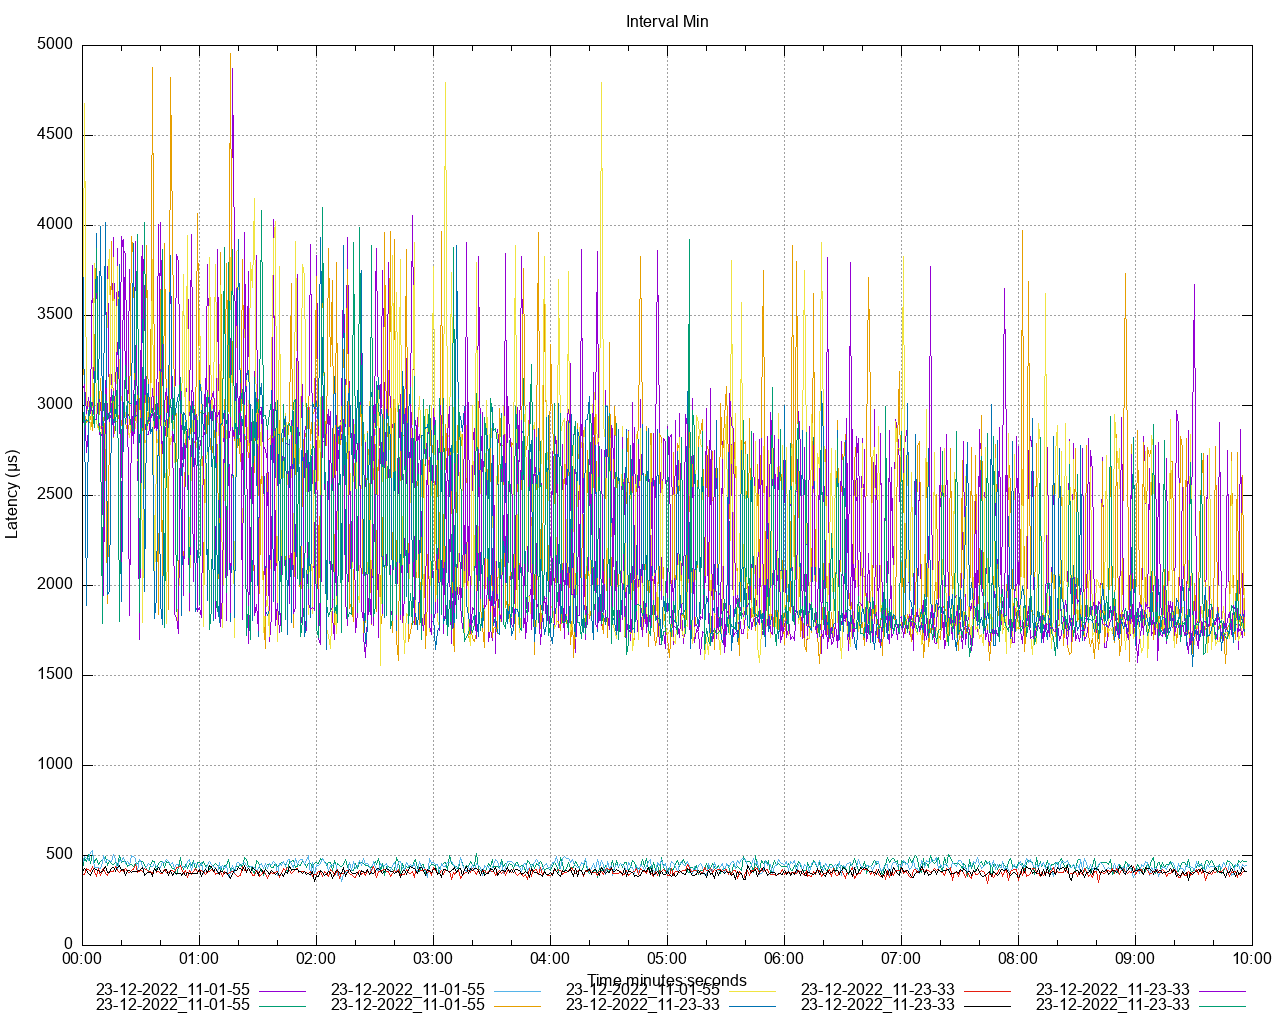 Interval Min
5000
4500
4000
3500
3000
2500
2000
1500
1000
500
0
Latency (µs)
00:00 01:00 02:00 03:00 04:00 05:00 06:00 07:00 08:00 09:00 10:00
Time minutes:seconds
23-12-2022_11-01-55 23-12-2022_11-01-55 23-12-2022_11-01-55 23-12-2022_11-23-33 23-12-2022_11-23-33
23-12-2022_11-01-55 23-12-2022_11-01-55 23-12-2022_11-23-33 23-12-2022_11-23-33 23-12-2022_11-23-33